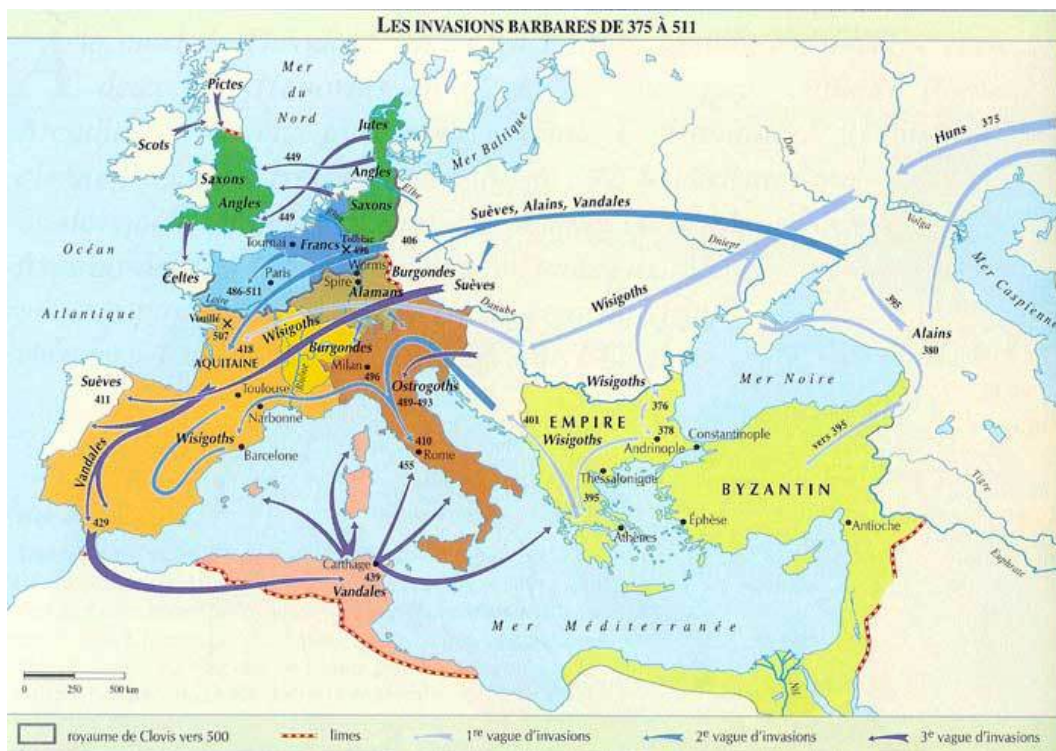 LES INVASIONS BARBARES DE 375 À 511
Mer
du
Nord
Pictes
Scots
Jutes
449
Angles
Saxons
Angles
Saxons
449
Elbe
Mer Baltique
Don
Huns 375
Volga
Mer Caspienne
Océan
Atlantique
Celtes
Tournai
Francs
Tolbiac
496
406
Suèves, Alains, Vandales
Dniepr
Paris
486-511
Worms
Spire
Alamans
Burgondes
Suèves
Danube
Wisigoths
395
Alains
380
Loire
Vouillé
507
418
Wisigoths
AQUITAINE
Burgondes
Rhône
Milan
496
Ostrogoths
489-493
Suèves
411
Toulouse
Narbonne
Wisigoths
Barcelone
Vandales
429
410
Rome
455
Wisigoths
376
378
401
EMPIRE
Wisigoths
Andrinople
Constantinople
Mer Noire
vers 395
Thessalonique
395
BYZANTIN
Athènes
Éphèse
Antioche
Tigre
Euphrate
Carthage
439
Vandales
Mer Méditerranée
Nil
0 250 500 km
royaume de Clovis vers 500
limes
1re vague d'invasions
2e vague d'invasions
3e vague d'invasions